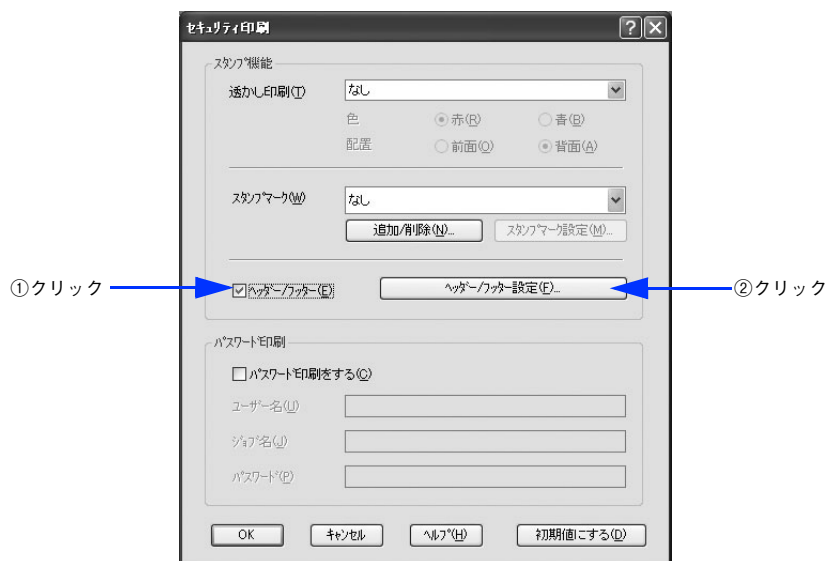 セキュリティ印刷
スタンプ機能
透かし印刷(T) なし
色 赤(R) 青(B)
配置 前面(O) 背面(A)
スタンプマーク(W) なし
追加/削除(N)... スタンプマーク設定(M)...
①クリック ヘッダー/フッター(E) ヘッダー/フッター設定(F)... ②クリック
パスワード印刷
パスワード印刷をする(C)
ユーザー名(U)
ジョブ名(J)
パスワード(P)
OK キャンセル ヘルプ(H) 初期値にする(D)